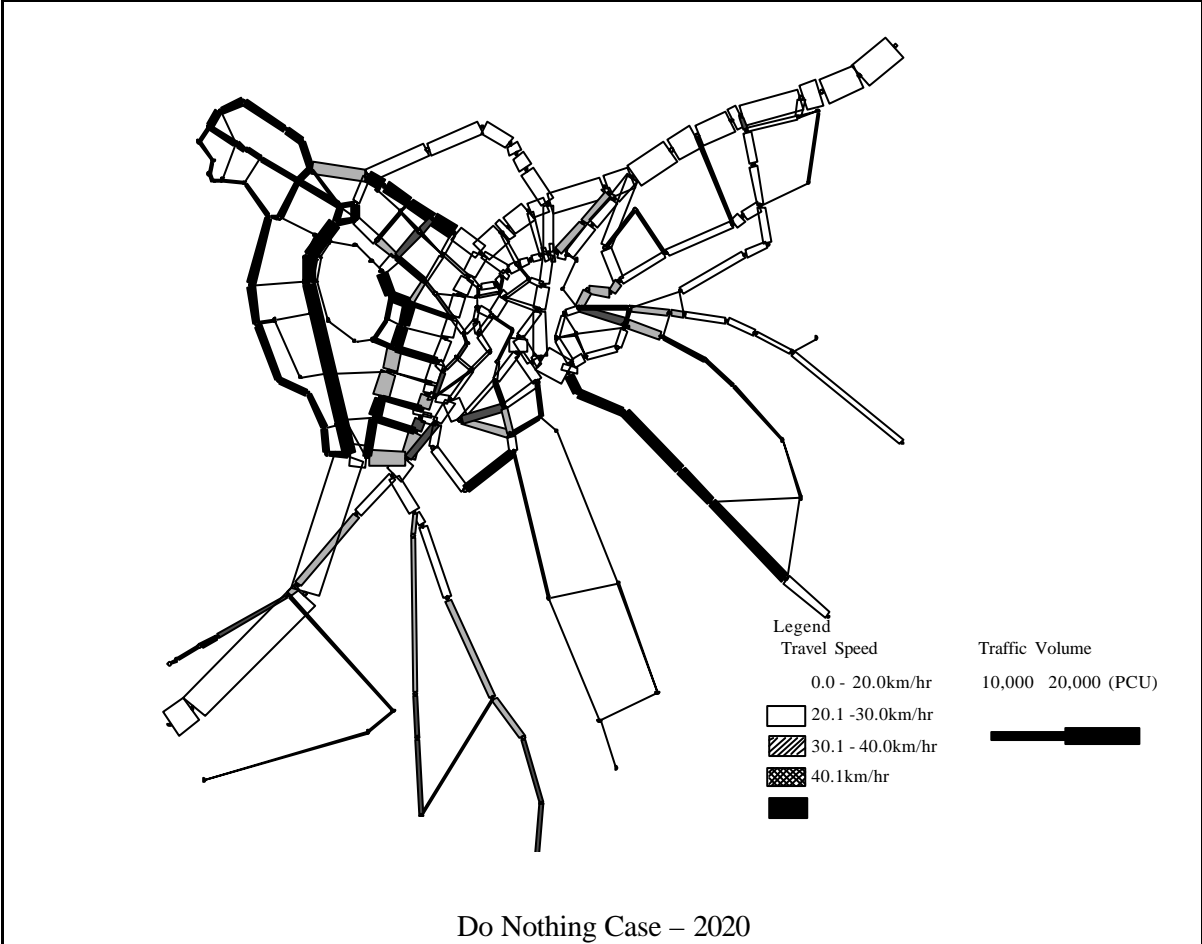 Legend
Travel Speed Traffic Volume
0.0 - 20.0km/hr 10,000 20,000 (PCU)
20.1 -30.0km/hr
30.1 - 40.0km/hr
40.1km/hr
Do Nothing Case – 2020